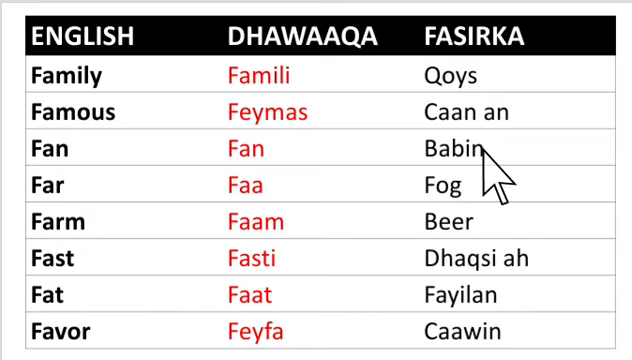 ENGLISH DHAWAAQA FASIRKA
Family Famili Qoys
Famous Feymas Caan an
Fan Fan Babin
Far Faa Fog
Farm Faam Beer
Fast Fasti Dhaqsi ah
Fat Faat Fayilan
Favor Feyfa Caawin